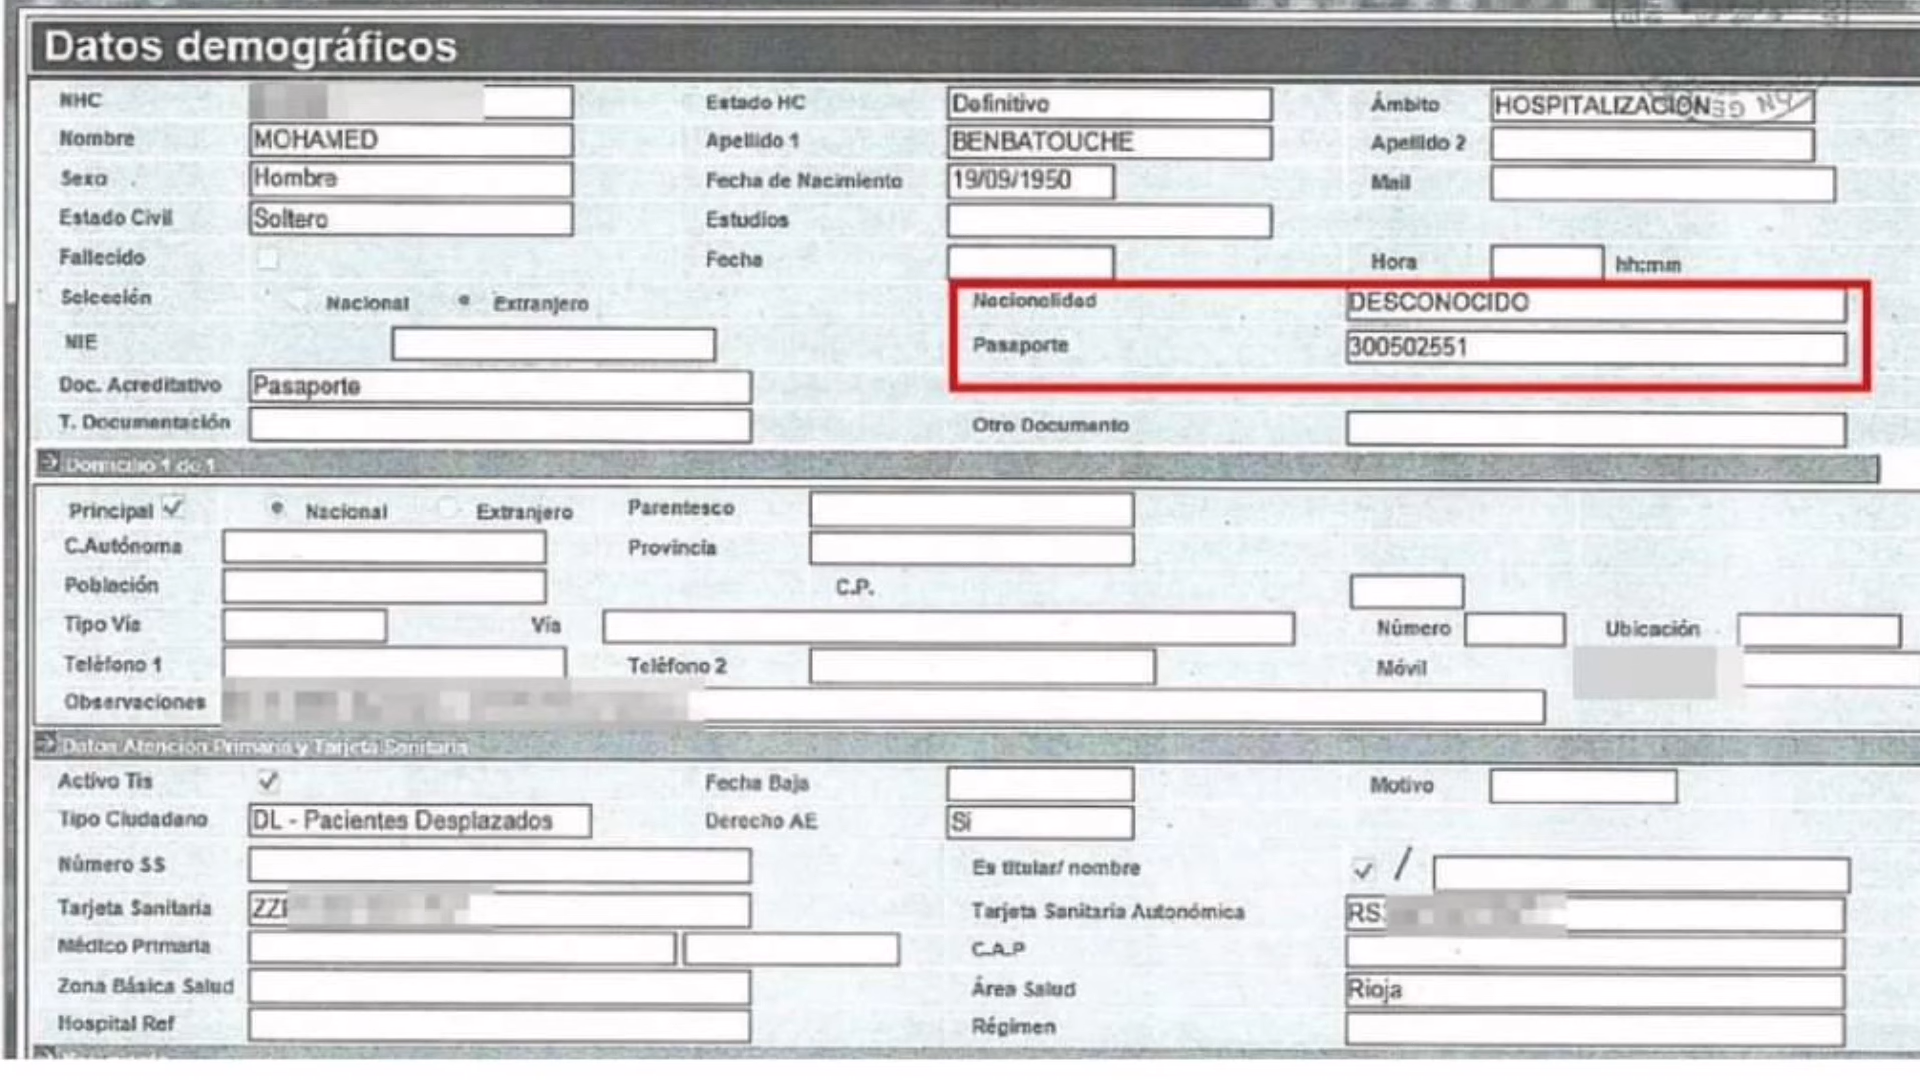 Datos demográficos
NHC Estado HC Definitivo Ámbito HOSPITALIZACIÓN
Nombre MOHAMED Apellido 1 BENBATOUCHE Apellido 2
Sexo Hombre Fecha de Nacimiento 19/09/1950 Mail
Estado Civil Soltero Estudios
Fallecido Fecha Hora hh:mm
Selección Nacional Extranjero Nacionalidad DESCONOCIDO
NIE Pasaporte 300502551
Doc. Acreditativo Pasaporte
T. Documentación Otro Documento
Domicilio 1 de 1
Principal Nacional Extranjero Parentesco
C.Autónoma Provincia
Población C.P.
Tipo Vía Vía Número Ubicación
Teléfono 1 Teléfono 2 Móvil
Observaciones
Datos Atención Primaria y Tarjeta Sanitaria
Activo Tis Fecha Baja Motivo
Tipo Ciudadano DL - Pacientes Desplazados Derecho AE Sí
Número SS Es titular/ nombre /
Tarjeta Sanitaria Tarjeta Sanitaria Autonómica RS
Médico Primaria C.A.P
Zona Básica Salud Área Salud Rioja
Hospital Ref Régimen